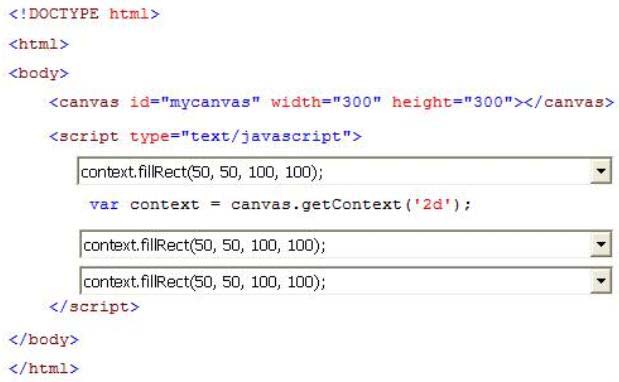 <!DOCTYPE html>
<html>
<body>
<canvas id="mycanvas" width="300" height="300"></canvas>
<script type="text/javascript">
context.fillRect(50, 50, 100, 100);
var context = canvas.getContext('2d');
context.fillRect(50, 50, 100, 100);
context.fillRect(50, 50, 100, 100);
</script>
</body>
</html>